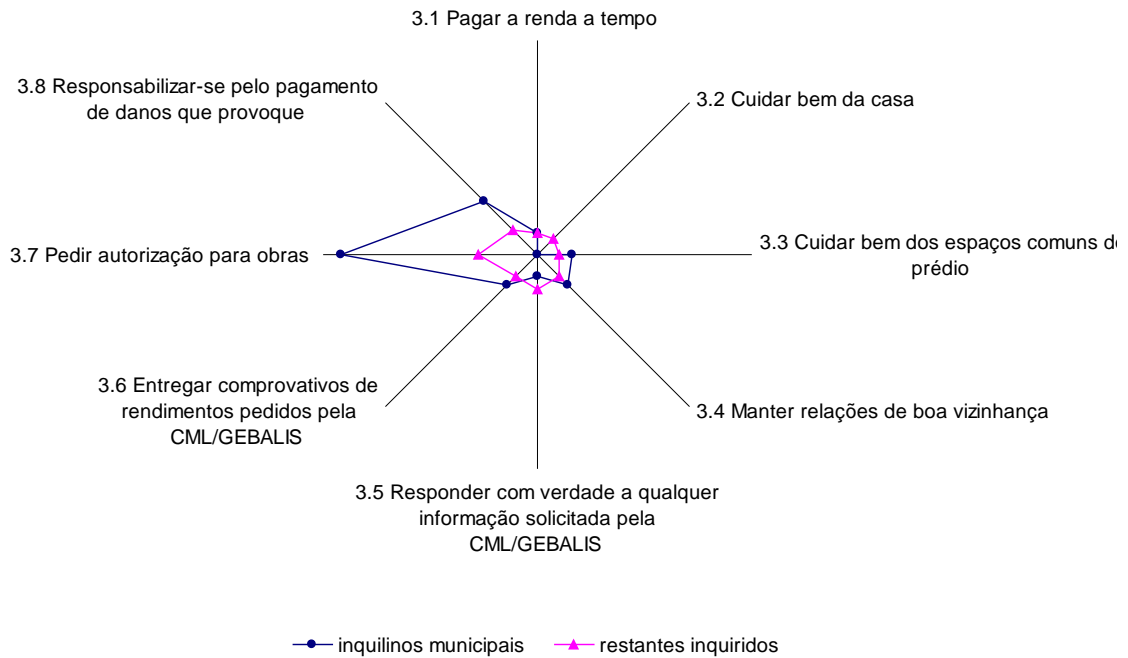 3.1 Pagar a renda a tempo
3.8 Responsabilizar-se pelo pagamento
de danos que provoque
3.2 Cuidar bem da casa
3.7 Pedir autorização para obras
3.3 Cuidar bem dos espaços comuns d
prédio
3.6 Entregar comprovativos de
rendimentos pedidos pela
CML/GEBALIS
3.4 Manter relações de boa vizinhança
3.5 Responder com verdade a qualquer
informação solicitada pela
CML/GEBALIS
inquilinos municipais
restantes inquiridos